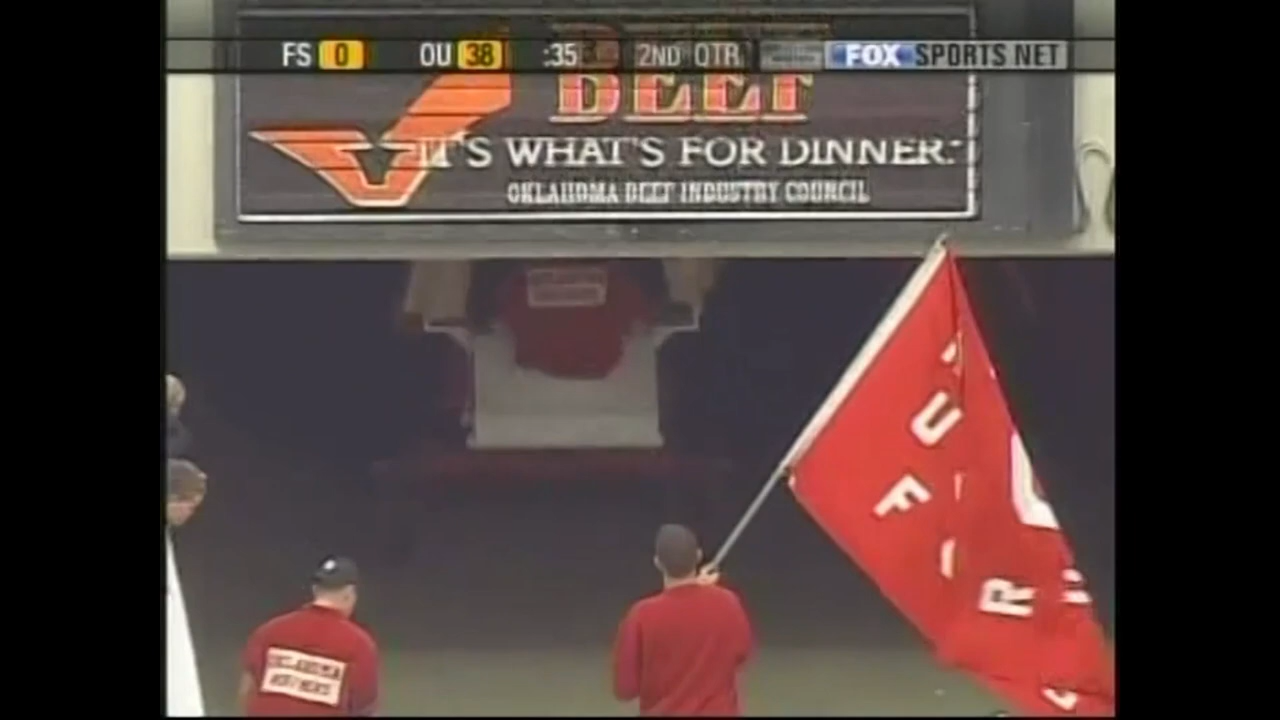 FS 0 OU 38 :35 2ND QTR FOX SPORTS NET
BEEF
IT'S WHAT'S FOR DINNER.
OKLAHOMA BEEF INDUSTRY COUNCIL
U
F
R
OKLAHOMA